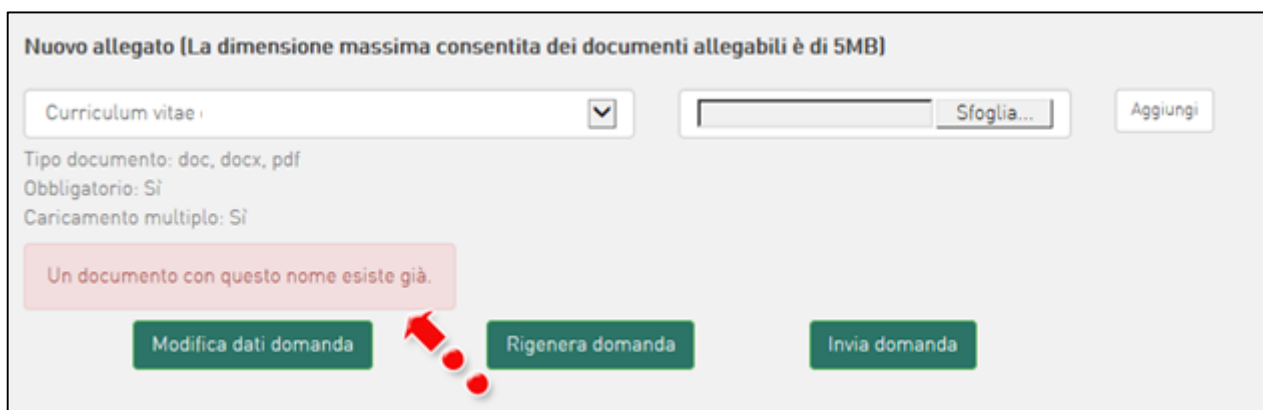 Nuovo allegato (La dimensione massima consentita dei documenti allegabili è di 5MB)
Curriculum vitae
Sfoglia...
Aggiungi
Tipo documento: doc, docx, pdf
Obbligatorio: Sì
Caricamento multiplo: Sì
Un documento con questo nome esiste già.
Modifica dati domanda
Rigenera domanda
Invia domanda